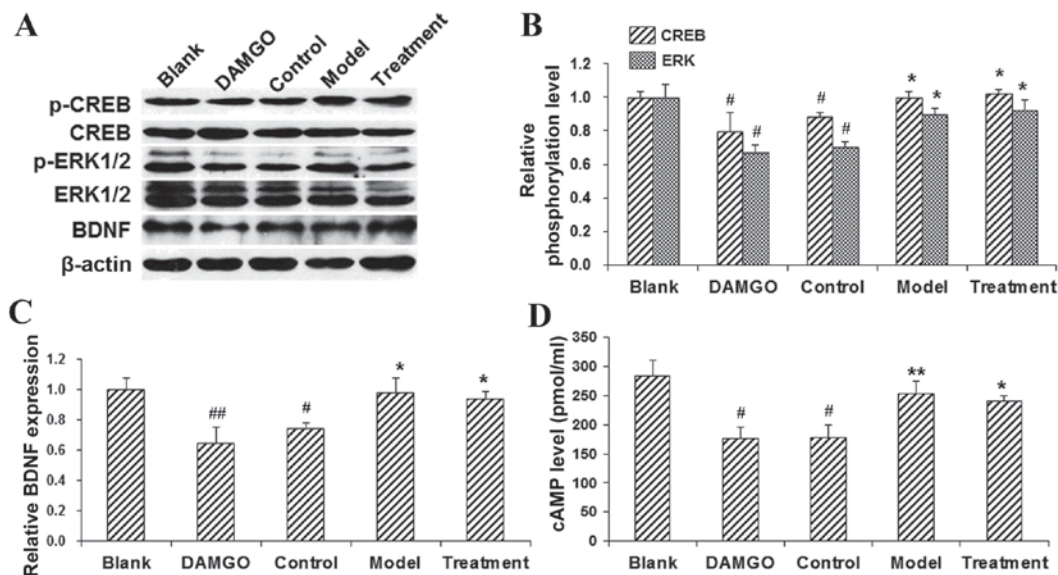 A
Blank
DAMGO
Control
Model
Treatment
p-CREB
CREB
p-ERK1/2
ERK1/2
BDNF
β-actin
B
CREB
ERK
Relative
phosphorylation level
1.2
1.0
0.8
0.6
0.4
0.2
0.0
# # # # * * * *
Blank DAMGO Control Model Treatment
C
Relative BDNF expression
1.2
1.0
0.8
0.6
0.4
0.2
0.0
## # * *
Blank DAMGO Control Model Treatment
D
cAMP level (pmol/ml)
350
300
250
200
150
100
50
0
# # ** *
Blank DAMGO Control Model Treatment